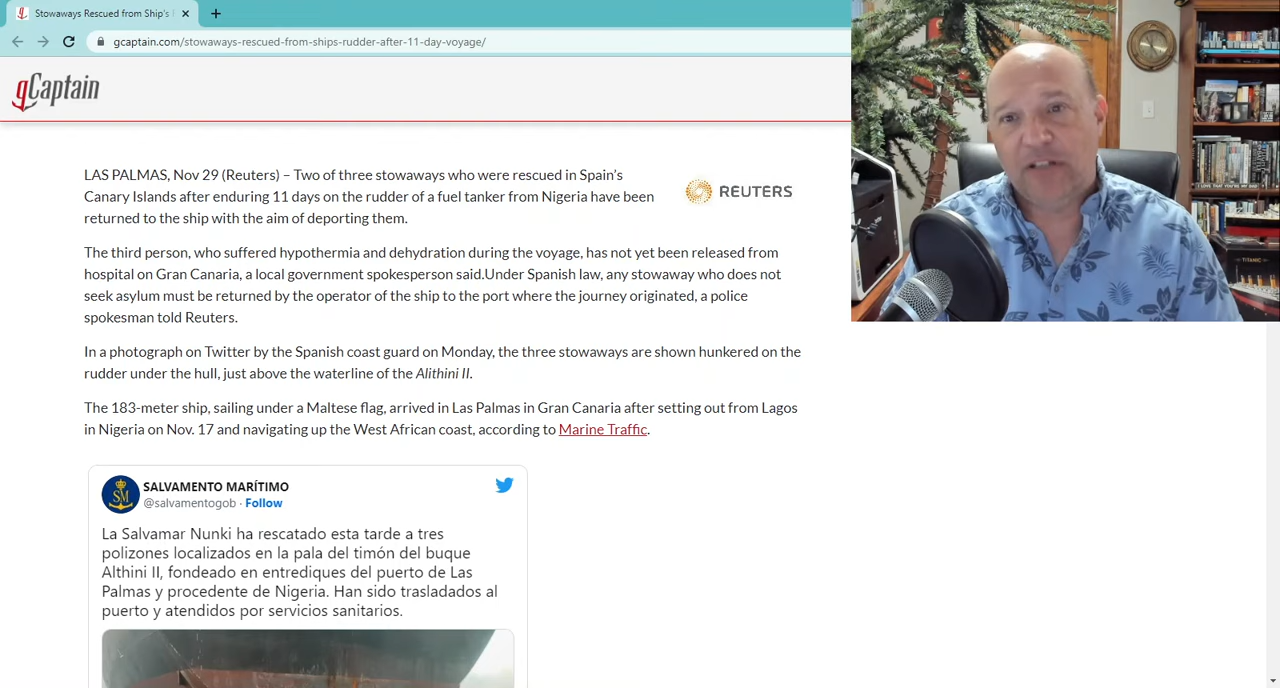 Stowaways Rescued from Ship's
gcaptain.com/stowaways-rescued-from-ships-rudder-after-11-day-voyage/
gCaptain
LAS PALMAS, Nov 29 (Reuters) – Two of three stowaways who were rescued in Spain's
Canary Islands after enduring 11 days on the rudder of a fuel tanker from Nigeria have been
returned to the ship with the aim of deporting them.
REUTERS
The third person, who suffered hypothermia and dehydration during the voyage, has not yet been released from
hospital on Gran Canaria, a local government spokesperson said.Under Spanish law, any stowaway who does not
seek asylum must be returned by the operator of the ship to the port where the journey originated, a police
spokesman told Reuters.
In a photograph on Twitter by the Spanish coast guard on Monday, the three stowaways are shown hunkered on the
rudder under the hull, just above the waterline of the Alithini II.
The 183-meter ship, sailing under a Maltese flag, arrived in Las Palmas in Gran Canaria after setting out from Lagos
in Nigeria on Nov. 17 and navigating up the West African coast, according to Marine Traffic.
SM
SALVAMENTO MARÍTIMO
@salvamentogob · Follow
La Salvamar Nunki ha rescatado esta tarde a tres
polizones localizados en la pala del timón del buque
Althini II, fondeado en entrediques del puerto de Las
Palmas y procedente de Nigeria. Han sido trasladados al
puerto y atendidos por servicios sanitarios.
TITANIC